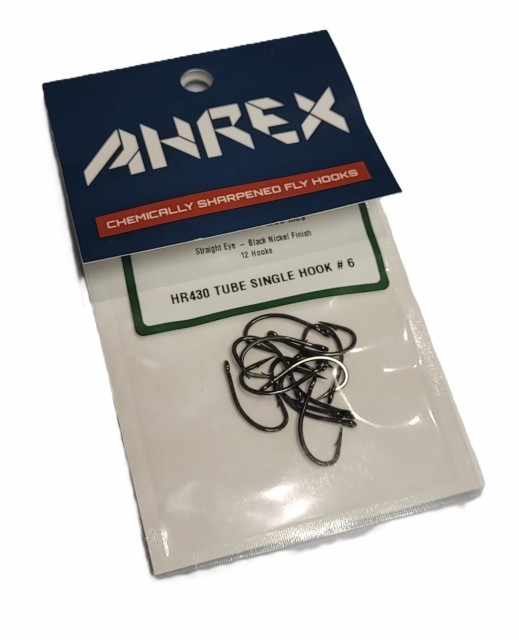 AHREX
CHEMICALLY SHARPENED FLY HOOKS
Straight Eye – Black Nickel Finish
12 Hooks
HR430 TUBE SINGLE HOOK # 6